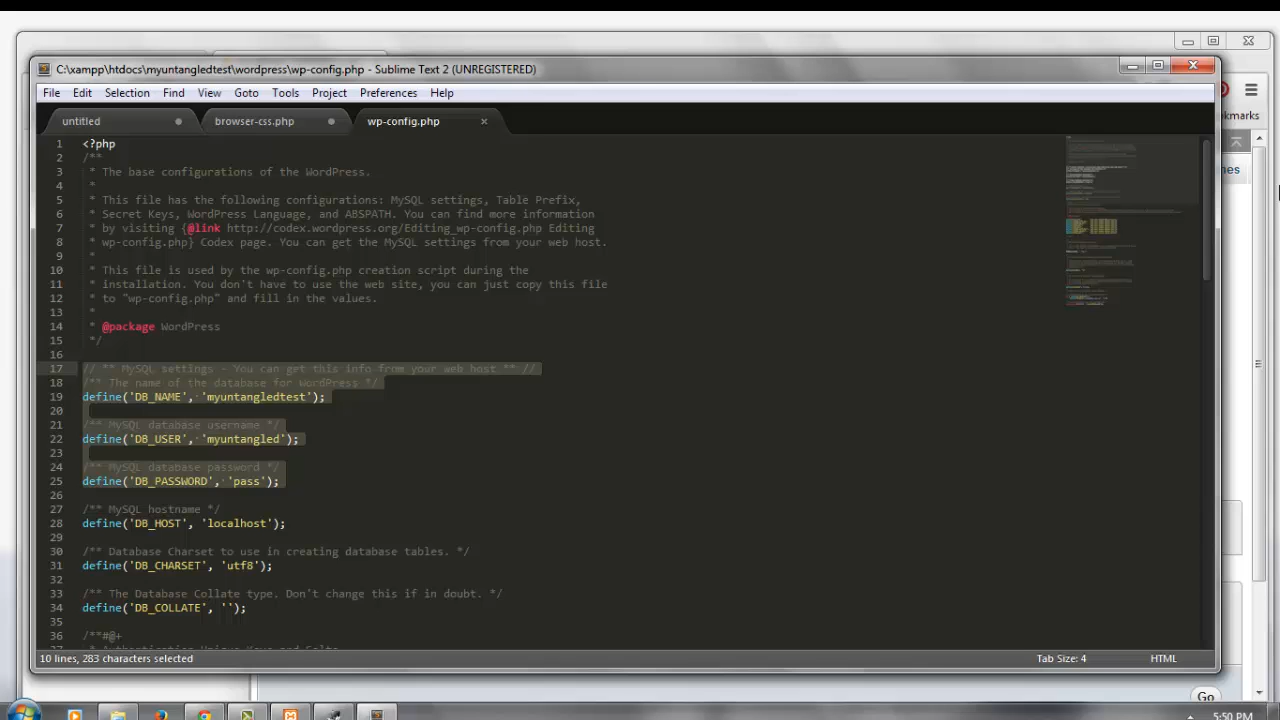 C:\xampp\htdocs\myuntangledtest\wordpress\wp-config.php - Sublime Text 2 (UNREGISTERED)
File Edit Selection Find View Goto Tools Project Preferences Help
kmarks
untitled browser-css.php wp-config.php
nes
1 <?php
2 /**
3 * The base configurations of the WordPress.
4 *
5 * This file has the following configurations: MySQL settings, Table Prefix,
6 * Secret Keys, WordPress Language, and ABSPATH. You can find more information
7 * by visiting {@link http://codex.wordpress.org/Editing_wp-config.php Editing
8 * wp-config.php} Codex page. You can get the MySQL settings from your web host.
9 *
10 * This file is used by the wp-config.php creation script during the
11 * installation. You don't have to use the web site, you can just copy this file
12 * to "wp-config.php" and fill in the values.
13 *
14 * @package WordPress
15 */
16
17 // ** MySQL settings - You can get this info from your web host ** //
18 /** The name of the database for WordPress */
19 define('DB_NAME', 'myuntangledtest');
20
21 /** MySQL database username */
22 define('DB_USER', 'myuntangled');
23
24 /** MySQL database password */
25 define('DB_PASSWORD', 'pass');
26
27 /** MySQL hostname */
28 define('DB_HOST', 'localhost');
29
30 /** Database Charset to use in creating database tables. */
31 define('DB_CHARSET', 'utf8');
32
33 /** The Database Collate type. Don't change this if in doubt. */
34 define('DB_COLLATE', '');
35
36 /**#@+
10 lines, 283 characters selected Tab Size: 4 HTML
Go
5:50 PM